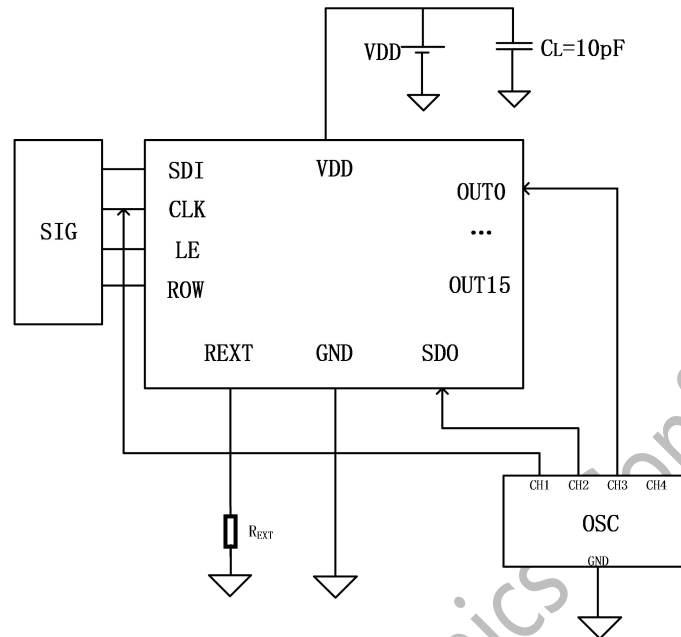 VDD
CL=10pF
SDI
VDD
CLK
OUT0
SIG
...
LE
ROW
OUT15
REXT
GND
SDO
CH1
CH2
CH3
CH4
OSC
REXT
GND